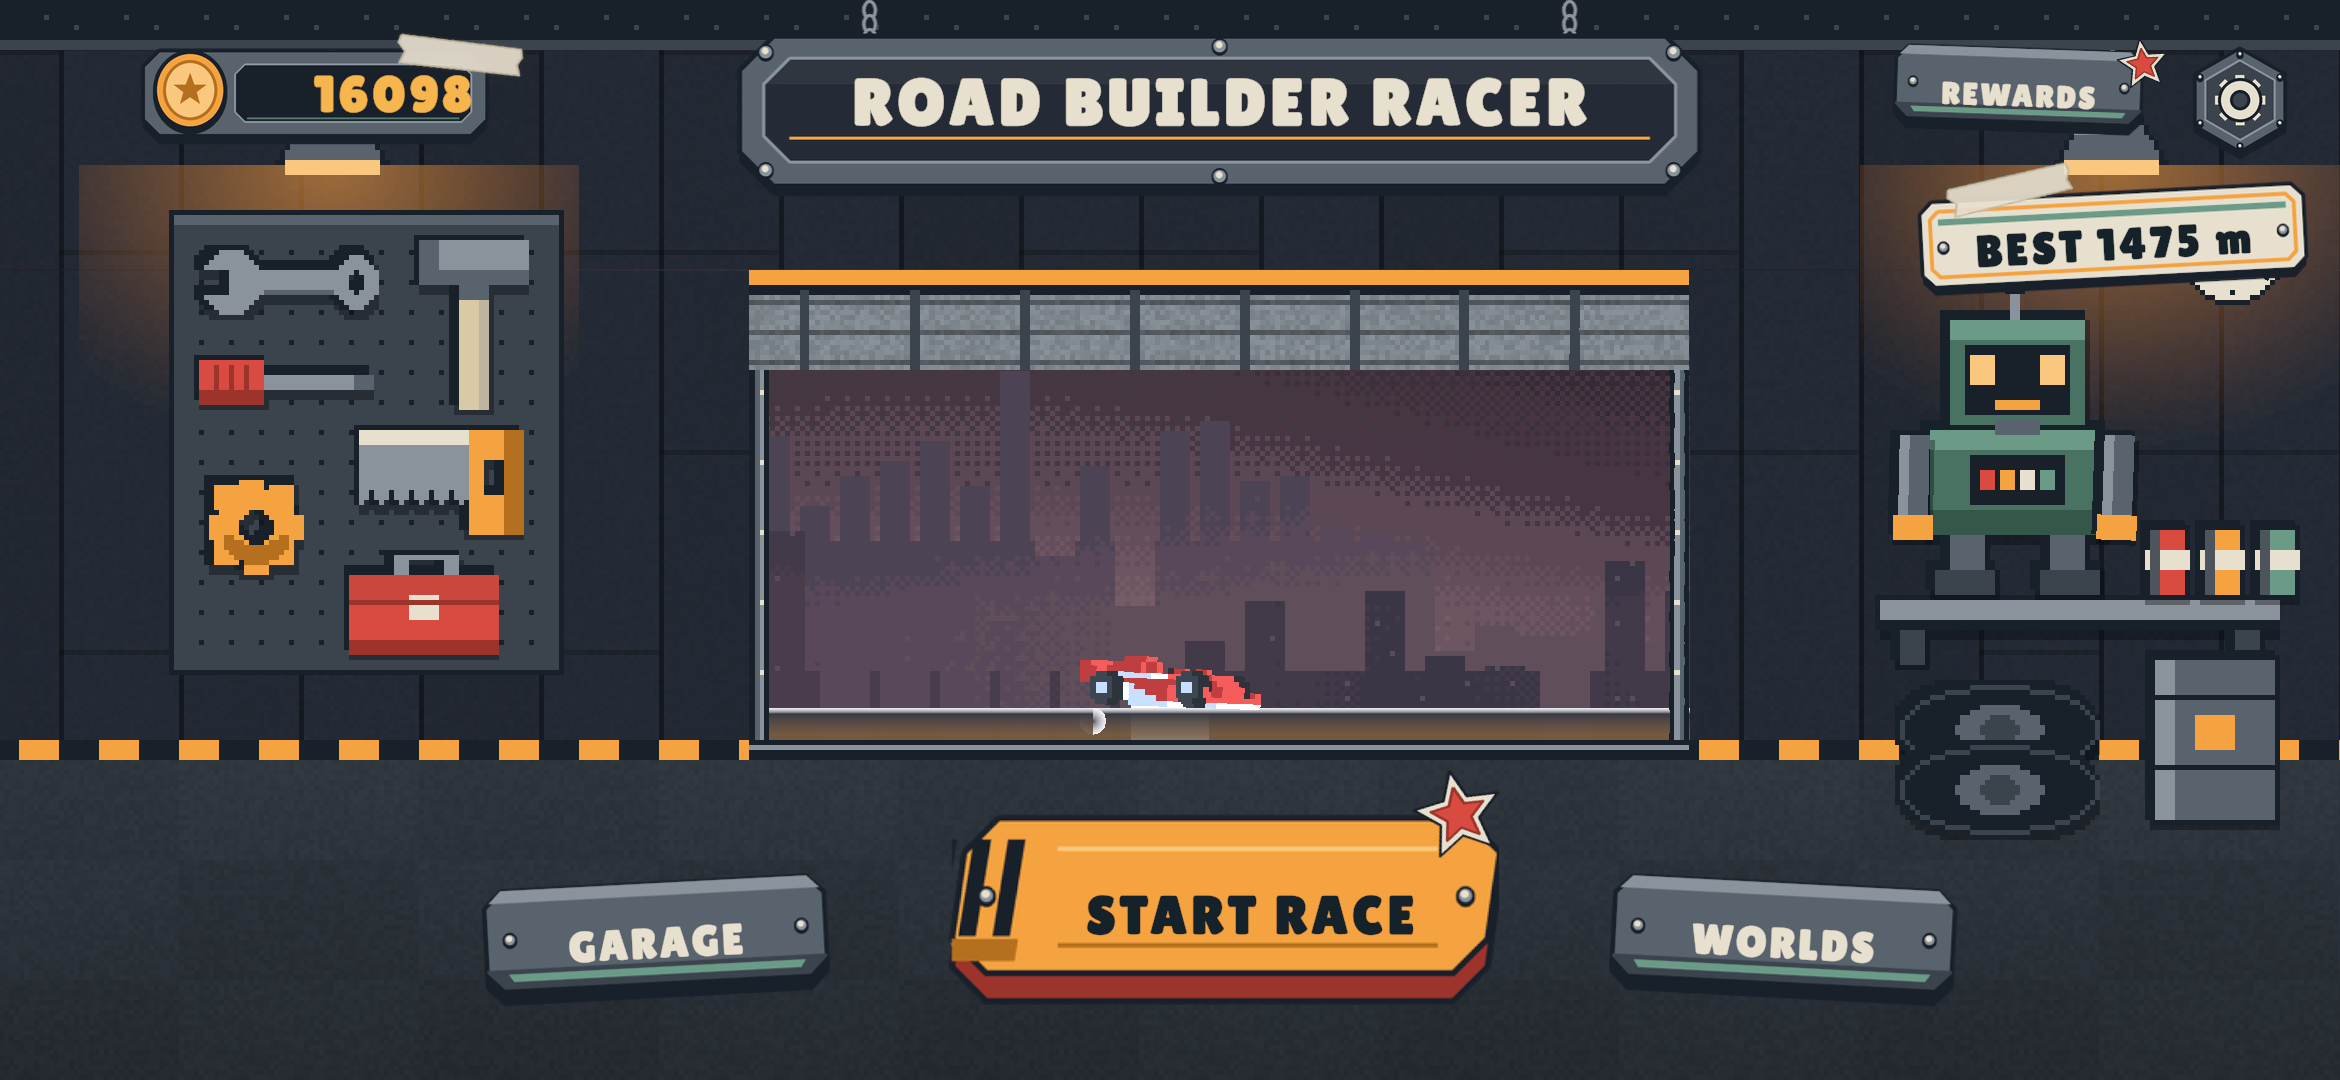 16098
ROAD BUILDER RACER
REWARDS
BEST 1475 m
START RACE
GARAGE
WORLDS